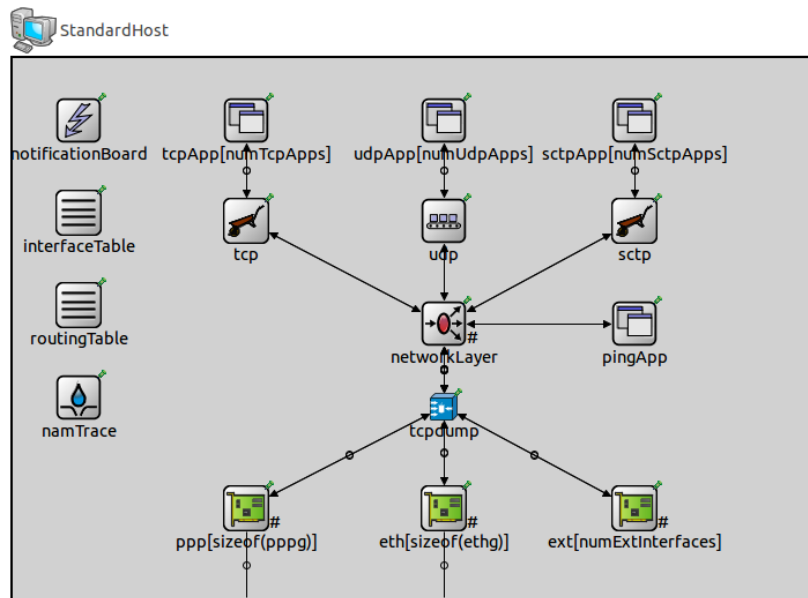 StandardHost
notificationBoard
tcpApp[numTcpApps]
udpApp[numUdpApps]
sctpApp[numSctpApps]
interfaceTable
tcp
udp
sctp
routingTable
#
networkLayer
pingApp
namTrace
tcpdump
#
#
#
ppp[sizeof(pppg)]
eth[sizeof(ethg)]
ext[numExtInterfaces]